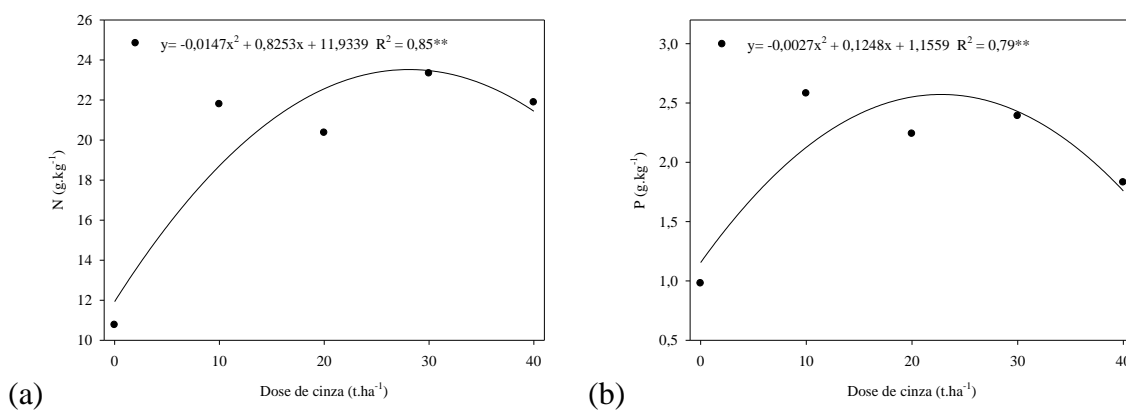 y= -0,0147x² + 0,8253x + 11,9339 R² = 0,85**
26
24
22
20
18
16
14
12
10
N (g.kg⁻¹)
0 10 20 30 40
Dose de cinza (t.ha⁻¹)
(a)
y= -0,0027x² + 0,1248x + 1,1559 R² = 0,79**
3,0
2,5
2,0
1,5
1,0
0,5
P (g.kg⁻¹)
0 10 20 30 40
Dose de cinza (t.ha⁻¹)
(b)